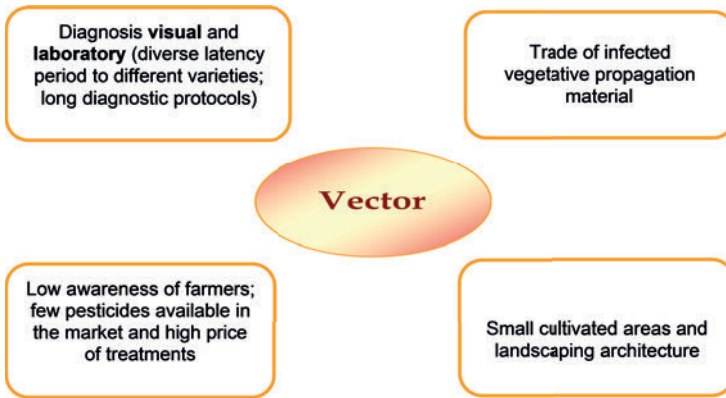 Diagnosis visual and
laboratory (diverse latency
period to different varieties;
long diagnostic protocols)
Trade of infected
vegetative propagation
material
Vector
Low awareness of farmers;
few pesticides available in
the market and high price
of treatments
Small cultivated areas and
landscaping architecture